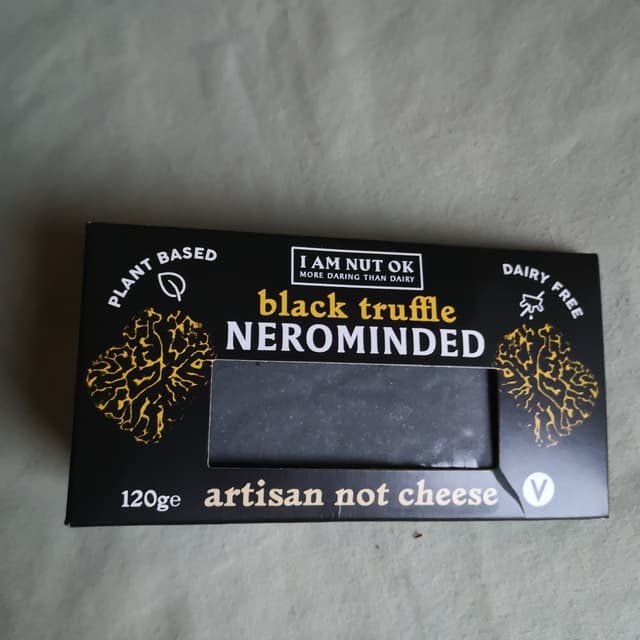 PLANT BASED
I AM NUT OK
MORE DARING THAN DAIRY
DAIRY FREE
black truffle
NEROMINDED
120ge
artisan not cheese
V